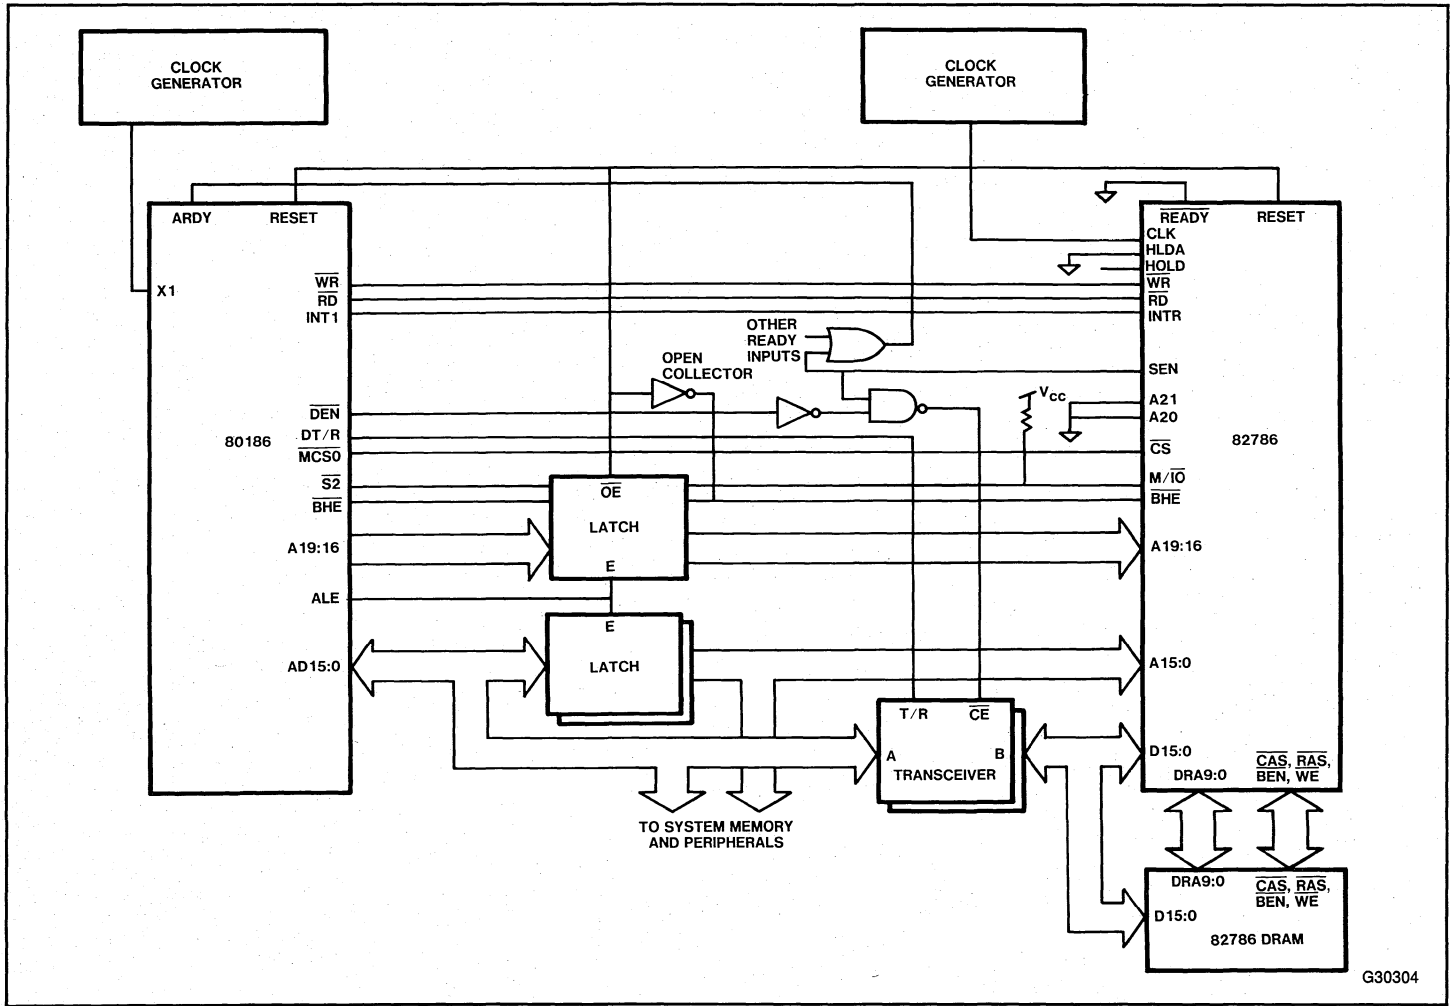 CLOCK
GENERATOR
CLOCK
GENERATOR
ARDY
RESET
READY
RESET
CLK
HLDA
HOLD
X1
WR
RD
INT1
WR
RD
INTR
OTHER
READY
INPUTS
OPEN
COLLECTOR
SEN
VCC
A21
A20
DEN
DT/R
80186
MCS0
82786
CS
S2
BHE
OE
LATCH
E
M/IO
BHE
A19:16
A19:16
ALE
E
LATCH
AD15:0
A15:0
T/R CE
A B
TRANSCEIVER
D15:0
DRA9:0
CAS, RAS,
BEN, WE
TO SYSTEM MEMORY
AND PERIPHERALS
DRA9:0
CAS, RAS,
BEN, WE
D15:0
82786 DRAM
G30304